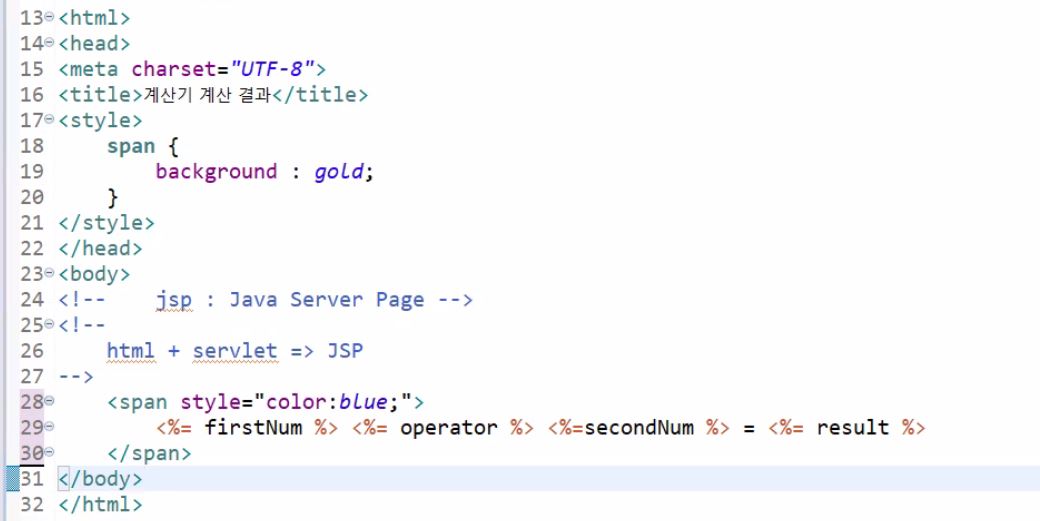 13 <html>
14 <head>
15 <meta charset="UTF-8">
16 <title>계산기 계산 결과</title>
17 <style>
18     span {
19         background : gold;
20     }
21 </style>
22 </head>
23 <body>
24 <!--    jsp : Java Server Page -->
25 <!--
26     html + servlet => JSP
27 -->
28     <span style="color:blue;">
29         <%= firstNum %> <%= operator %> <%=secondNum %> = <%= result %>
30     </span>
31 </body>
32 </html>